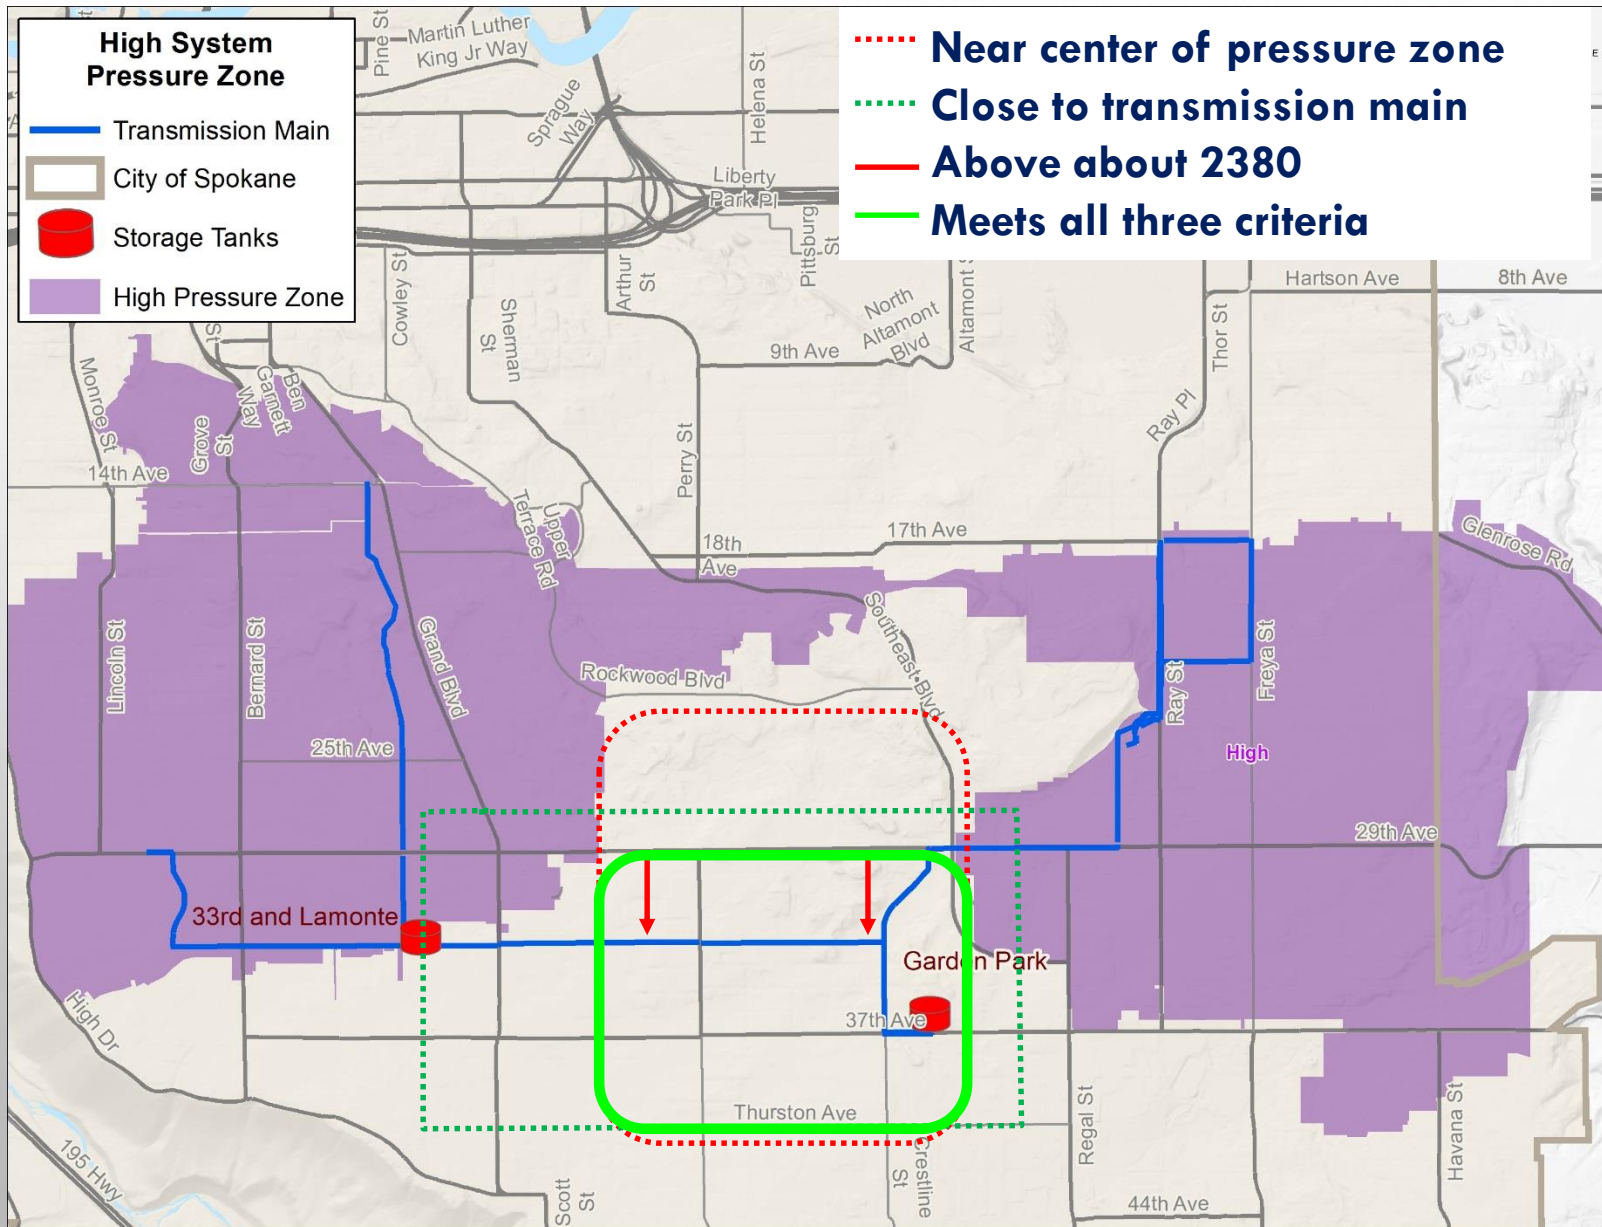 High System
Pressure Zone
Transmission Main
City of Spokane
Storage Tanks
High Pressure Zone
Near center of pressure zone
Close to transmission main
Above about 2380
Meets all three criteria
E
Pine St
Martin Luther
King Jr Way
Sprague
Way
Helena St
Liberty
Park Pl
Pittsburg
St
Arthur
St
Cowley St
Sherman
St
North
Altamont
Blvd
Altamont S
Hartson Ave
8th Ave
Thor St
9th Ave
Monroe St
Grove
St
St
Garnett
Way
Ben
14th Ave
Perry St
Ray Pl
Upper
Terrace Rd
18th
Ave
17th Ave
Glenrose Rd
Lincoln St
Bernard St
Grand Blvd
Southeast Blvd
Rockwood Blvd
Ray St
Freya St
25th Ave
High
29th Ave
33rd and Lamonte
Garden Park
37th Ave
High Dr
Thurston Ave
Crestline
St
Regal St
Havana St
195 Hwy
Scott
St
44th Ave